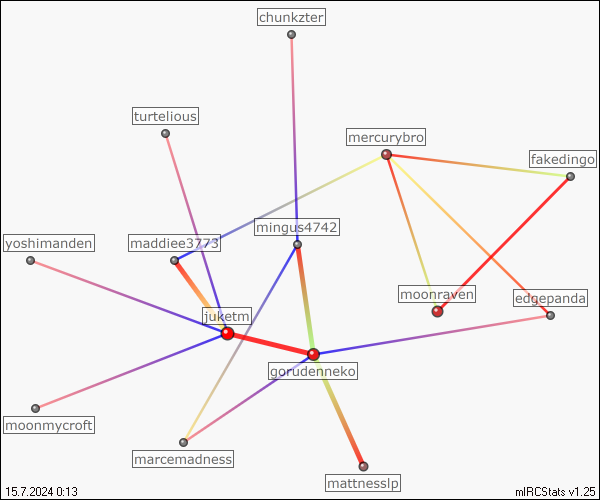 chunkzter
turtelious
mercurybro
fakedingo
mingus4742
yoshimanden
maddiee3773
moonraven
edgepanda
juketm
gorudenneko
moonmycroft
marcemadness
mattnesslp
15.7.2024 0:13
mIRCStats v1.25